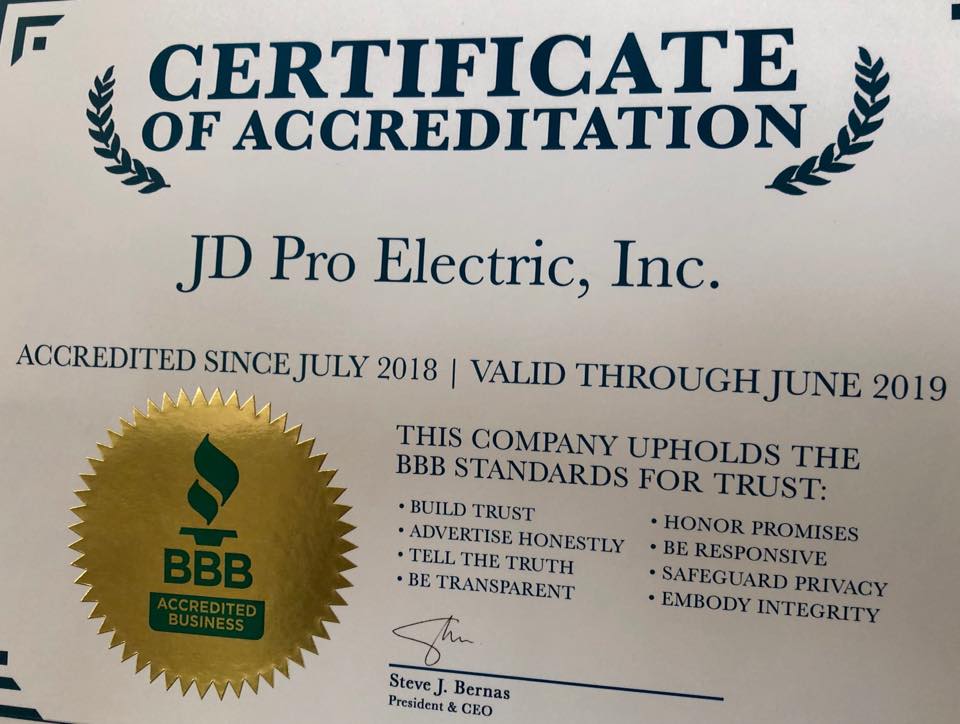 CERTIFICATE
OF ACCREDITATION
JD Pro Electric, Inc.
ACCREDITED SINCE JULY 2018 | VALID THROUGH JUNE 2019
THIS COMPANY UPHOLDS THE
BBB STANDARDS FOR TRUST:
• BUILD TRUST
• ADVERTISE HONESTLY
• TELL THE TRUTH
• BE TRANSPARENT
• HONOR PROMISES
• BE RESPONSIVE
• SAFEGUARD PRIVACY
• EMBODY INTEGRITY
BBB
ACCREDITED
BUSINESS
Steve J. Bernas
President & CEO